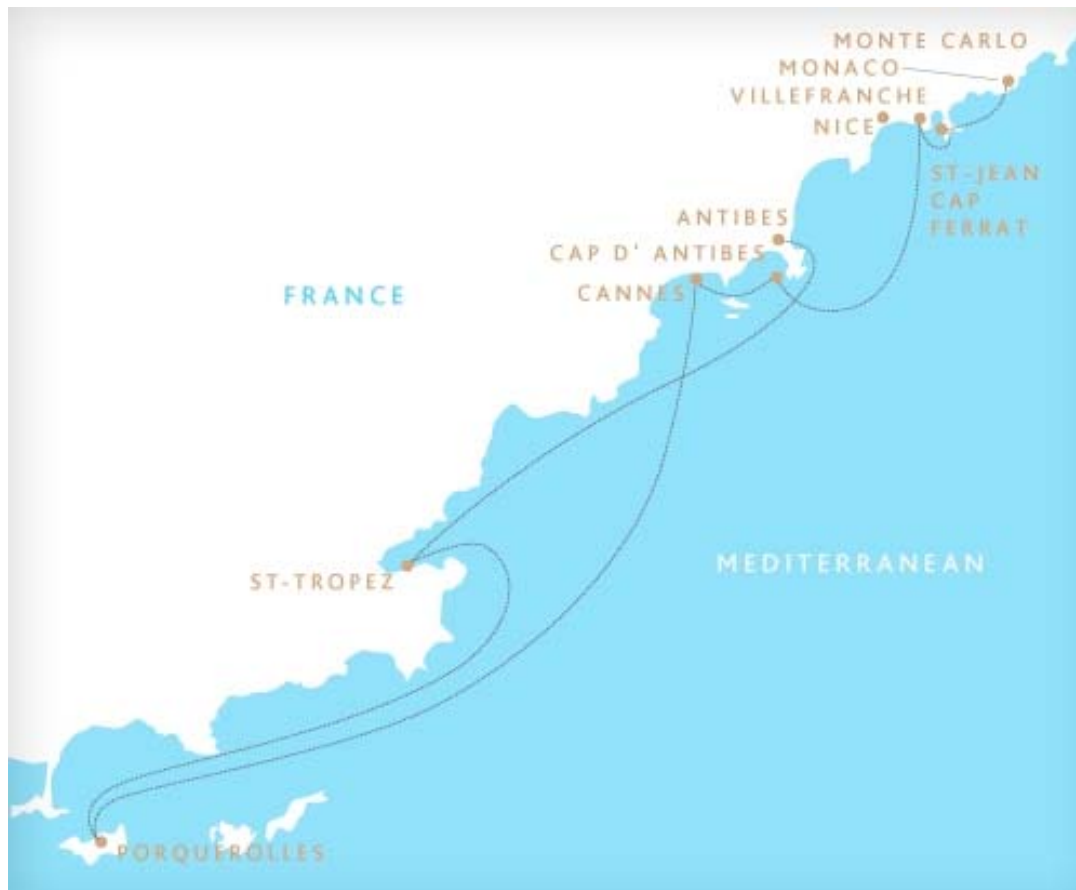 MONTE CARLO
MONACO
VILLEFRANCHE
NICE
ST-JEAN
CAP
FERRAT
ANTIBES
CAP D' ANTIBES
CANNES
FRANCE
MEDITERRANEAN
ST-TROPEZ
PORQUEROLLES